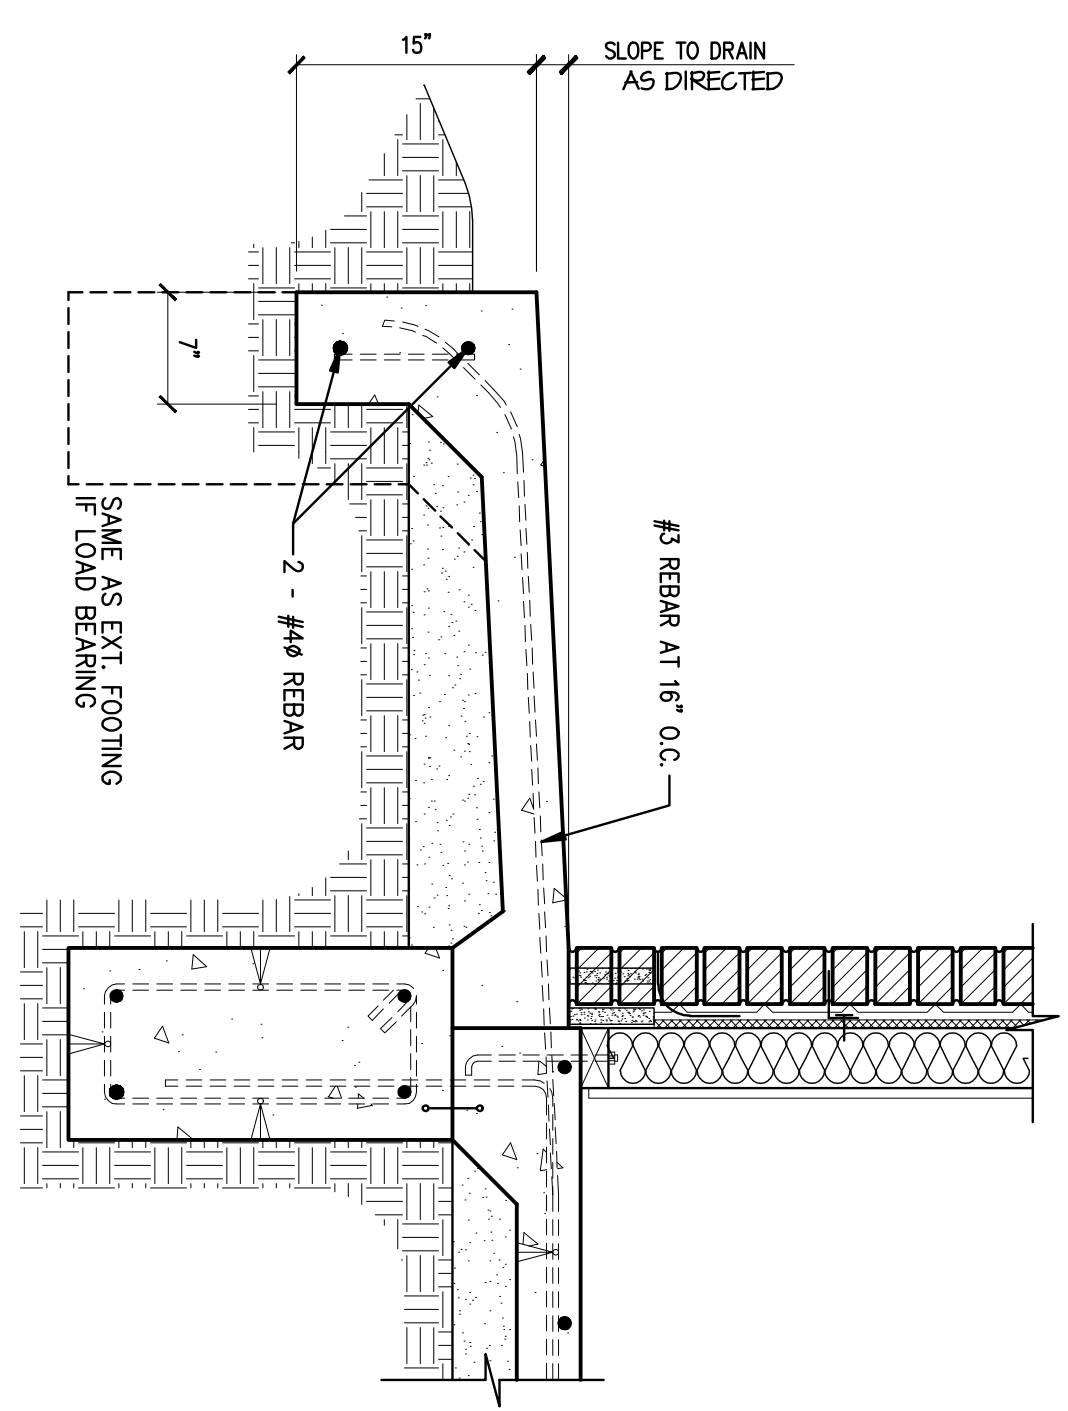 15"
SLOPE TO DRAIN
AS DIRECTED
7"
#3 REBAR AT 16" O.C.
2 - #4ø REBAR
SAME AS EXT. FOOTING
IF LOAD BEARING